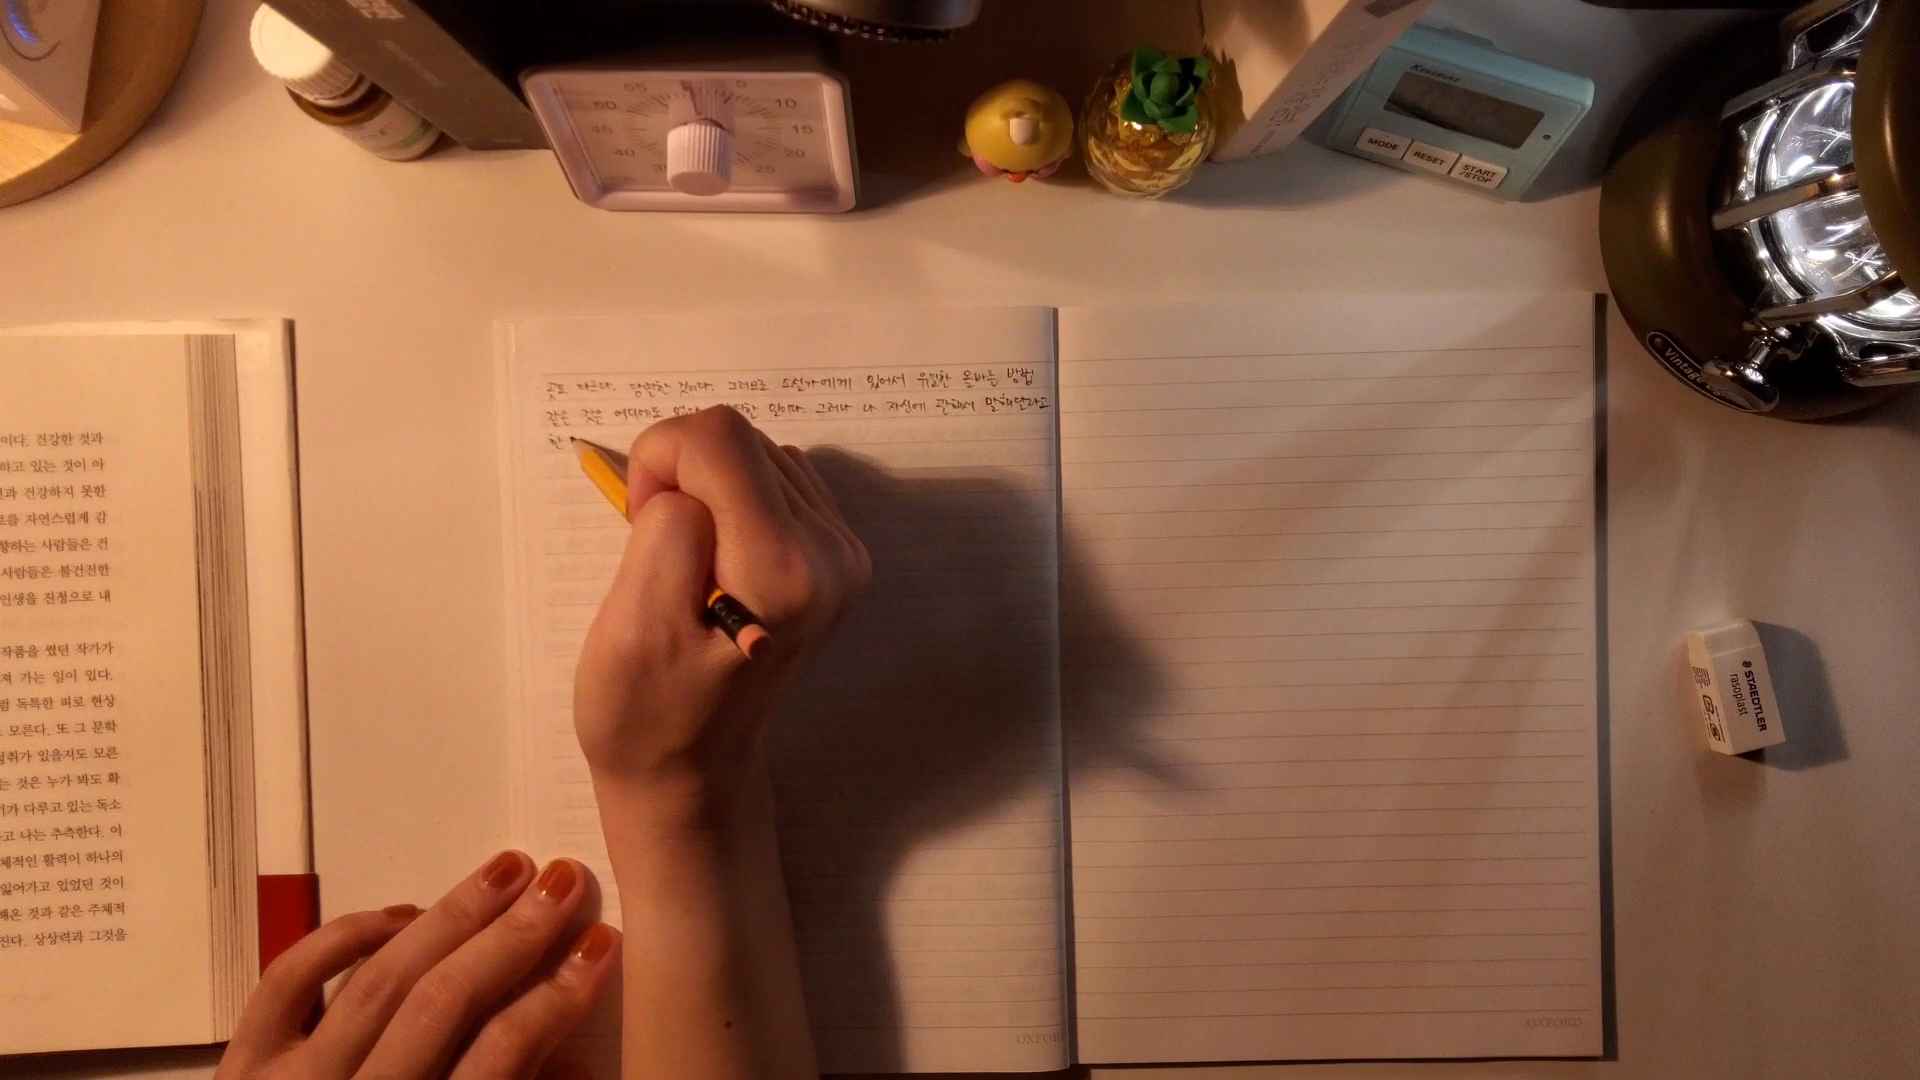 55
5
50
10
45
15
40
20
25
KEKEBUKE
MODE
RESET
START
/STOP
Vintage
곳도 다르다. 당연한 것이다. 그러므로 소설가에게 있어서 유일한 올바른 방법
같은 것은 어디에도 없다. 말이다. 그러나 나 자신에 관해서 말해달라고
한
이다. 건강한 것과
하고 있는 것이 아
건강하지 못한
자연스럽게 감
향하는 사람들은 건
사람들은 불건전한
인생을 진정으로 내
작품을 썼던 작가가
져 가는 일이 있다.
럼 독특한 피로 현상
모른다. 또 그 문학
있을지도 모른
는 것은 누가 봐도 확
다루고 있는 독소
고 나는 추측한다. 이
체적인 활력이 하나의
잃어가고 있었던 것이
해온 것과 같은 주체적
진다. 상상력과 그것을
STAEDTLER
rasoplast
OXFORD
OXFORD